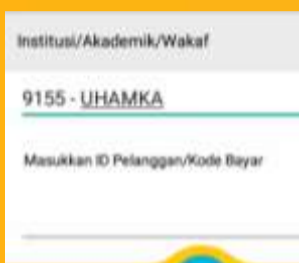 Institusi/Akademik/Wakaf
9155 - UHAMKA
Masukkan ID Pelanggan/Kode Bayar